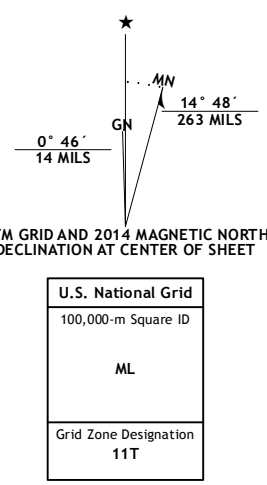 ★
MN
GN
14° 48´
263 MILS
0° 46´
14 MILS
TM GRID AND 2014 MAGNETIC NORTH
DECLINATION AT CENTER OF SHEET
U.S. National Grid
100,000-m Square ID
ML
Grid Zone Designation
11T